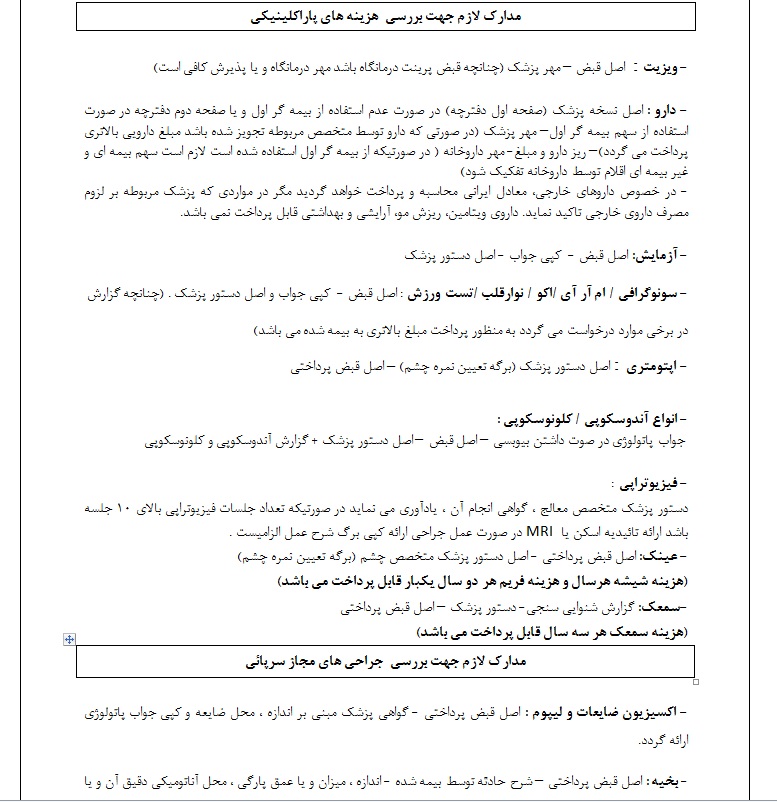 مدارک لازم جهت بررسی هزینه های پاراکلینیکی
-ویزیت : اصل قبض –مهر پزشک (چنانچه قبض پرینت درمانگاه باشد مهر درمانگاه و یا پذیرش کافی است)
- دارو : اصل نسخه پزشک (صفحه اول دفترچه) در صورت عدم استفاده از بیمه گر اول و یا صفحه دوم دفترچه در صورت
استفاده از سهم بیمه گر اول– مهر پزشک (در صورتی که دارو توسط متخصص مربوطه تجویز شده باشد مبلغ دارویی بالاتری
پرداخت می گردد)– ریز دارو و مبلغ-مهر داروخانه ( در صورتیکه از بیمه گر اول استفاده شده است لازم است سهم بیمه ای و
غیر بیمه ای اقلام توسط داروخانه تفکیک شود)
- در خصوص داروهای خارجی، معادل ایرانی محاسبه و پرداخت خواهد گردید مگر در مواردی که پزشک مربوطه بر لزوم
مصرف داروی خارجی تاکید نماید. داروی ویتامین، ریزش مو، آرایشی و بهداشتی قابل پرداخت نمی باشد.
-آزمایش: اصل قبض - کپی جواب -اصل دستور پزشک
-سونوگرافی / ام آر آی /اکو / نوارقلب /تست ورزش : اصل قبض - کپی جواب و اصل دستور پزشک . (چنانچه گزارش
در برخی موارد درخواست می گردد به منظور پرداخت مبلغ بالاتری به بیمه شده می باشد)
- اپتومتری : اصل دستور پزشک (برگه تعیین نمره چشم) –اصل قبض پرداختی
-انواع آندوسکوپی / کلونوسکوپی :
جواب پاتولوژی در صوت داشتن بیوبسی –اصل قبض –اصل دستور پزشک + گزارش آندوسکوپی و کلونوسکوپی
-فیزیوتراپی :
دستور پزشک متخصص معالج ، گواهی انجام آن ، یادآوری می نماید در صورتیکه تعداد جلسات فیزیوتراپی بالای ۱۰ جلسه
باشد ارائه تائیدیه اسکن یا MRI در صورت عمل جراحی ارائه کپی برگ شرح عمل الزامیست .
-عینک: اصل قبض پرداختی -اصل دستور پزشک متخصص چشم (برگه تعیین نمره چشم)
(هزینه شیشه هرسال و هزینه فریم هر دو سال یکبار قابل پرداخت می باشد)
-سمعک: گزارش شنوایی سنجی-دستور پزشک –اصل قبض پرداختی
(هزینه سمعک هر سه سال قابل پرداخت می باشد)
مدارک لازم جهت بررسی جراحی های مجاز سرپائی
-اکسیزیون ضایعات و لیپوم : اصل قبض پرداختی -گواهی پزشک مبنی بر اندازه ، محل ضایعه و کپی جواب پاتولوژی
ارائه گردد.
-بخیه: اصل قبض پرداختی –شرح حادثه توسط بیمه شده -اندازه ، میزان و یا عمق پارگی ، محل آناتومیکی دقیق آن و یا